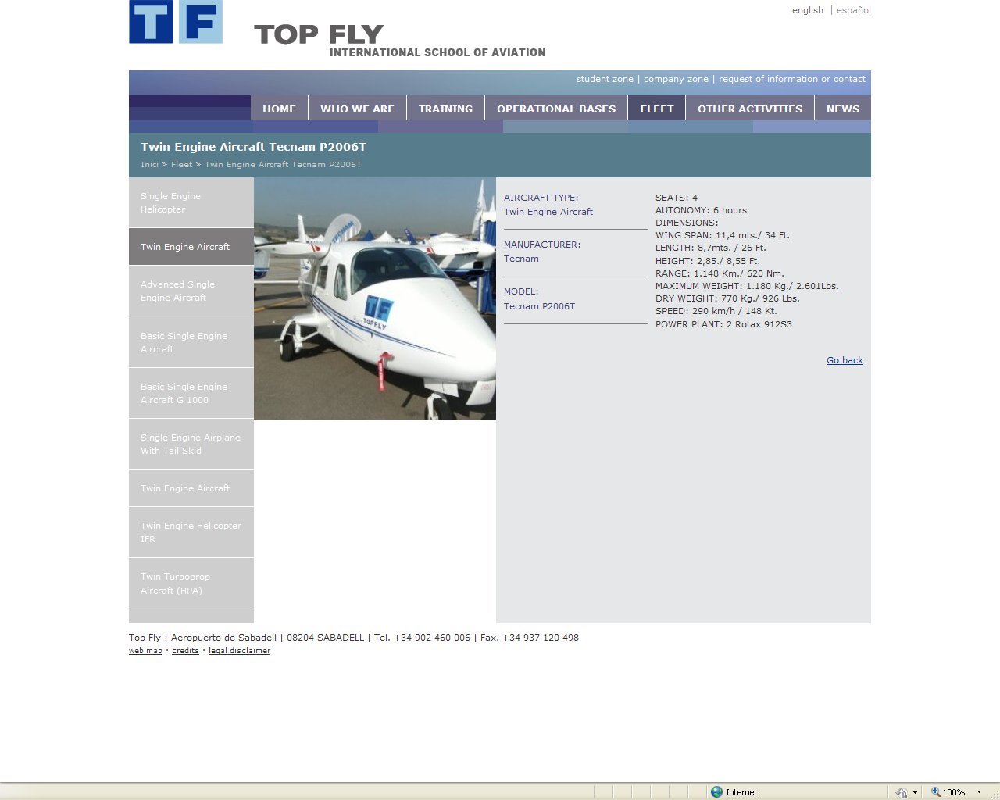 TF
TOP FLY
INTERNATIONAL SCHOOL OF AVIATION
english | español
student zone | company zone | request of information or contact
HOME
WHO WE ARE
TRAINING
OPERATIONAL BASES
FLEET
OTHER ACTIVITIES
NEWS
Twin Engine Aircraft Tecnam P2006T
Inici > Fleet > Twin Engine Aircraft Tecnam P2006T
Single Engine
Helicopter
Twin Engine Aircraft
Advanced Single
Engine Aircraft
Basic Single Engine
Aircraft
Basic Single Engine
Aircraft G 1000
Single Engine Airplane
With Tail Skid
Twin Engine Aircraft
Twin Engine Helicopter
IFR
Twin Turboprop
Aircraft (HPA)
TECNAM
TF
TOPFLY
AIRCRAFT TYPE:
Twin Engine Aircraft
MANUFACTURER:
Tecnam
MODEL:
Tecnam P2006T
SEATS: 4
AUTONOMY: 6 hours
DIMENSIONS:
WING SPAN: 11,4 mts./ 34 Ft.
LENGTH: 8,7mts. / 26 Ft.
HEIGHT: 2,85./ 8,55 Ft.
RANGE: 1.148 Km./ 620 Nm.
MAXIMUM WEIGHT: 1.180 Kg./ 2.601Lbs.
DRY WEIGHT: 770 Kg./ 926 Lbs.
SPEED: 290 km/h / 148 Kt.
POWER PLANT: 2 Rotax 912S3
Go back
Top Fly | Aeropuerto de Sabadell | 08204 SABADELL | Tel. +34 902 460 006 | Fax. +34 937 120 498
web map · credits · legal disclaimer
Internet
100%